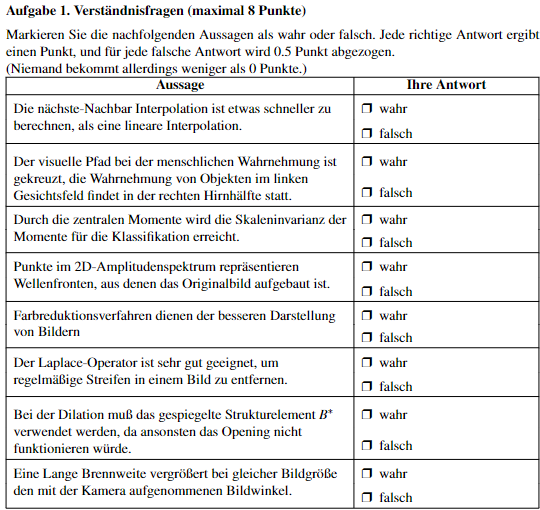 Aufgabe 1. Verständnisfragen (maximal 8 Punkte)
Markieren Sie die nachfolgenden Aussagen als wahr oder falsch. Jede richtige Antwort ergibt
einen Punkt, und für jede falsche Antwort wird 0.5 Punkt abgezogen.
(Niemand bekommt allerdings weniger als 0 Punkte.)
Aussage
Ihre Antwort
Die nächste-Nachbar Interpolation ist etwas schneller zu
berechnen, als eine lineare Interpolation.
❒ wahr
❒ falsch
Der visuelle Pfad bei der menschlichen Wahrnehmung ist
gekreuzt, die Wahrnehmung von Objekten im linken
Gesichtsfeld findet in der rechten Hirnhälfte statt.
❒ wahr
❒ falsch
Durch die zentralen Momente wird die Skaleninvarianz der
Momente für die Klassifikation erreicht.
❒ wahr
❒ falsch
Punkte im 2D-Amplitudenspektrum repräsentieren
Wellenfronten, aus denen das Originalbild aufgebaut ist.
❒ wahr
❒ falsch
Farbreduktionsverfahren dienen der besseren Darstellung
von Bildern
❒ wahr
❒ falsch
Der Laplace-Operator ist sehr gut geeignet, um
regelmäßige Streifen in einem Bild zu entfernen.
❒ wahr
❒ falsch
Bei der Dilation muß das gespiegelte Strukturelement B*
verwendet werden, da ansonsten das Opening nicht
funktionieren würde.
❒ wahr
❒ falsch
Eine Lange Brennweite vergrößert bei gleicher Bildgröße
den mit der Kamera aufgenommenen Bildwinkel.
❒ wahr
❒ falsch